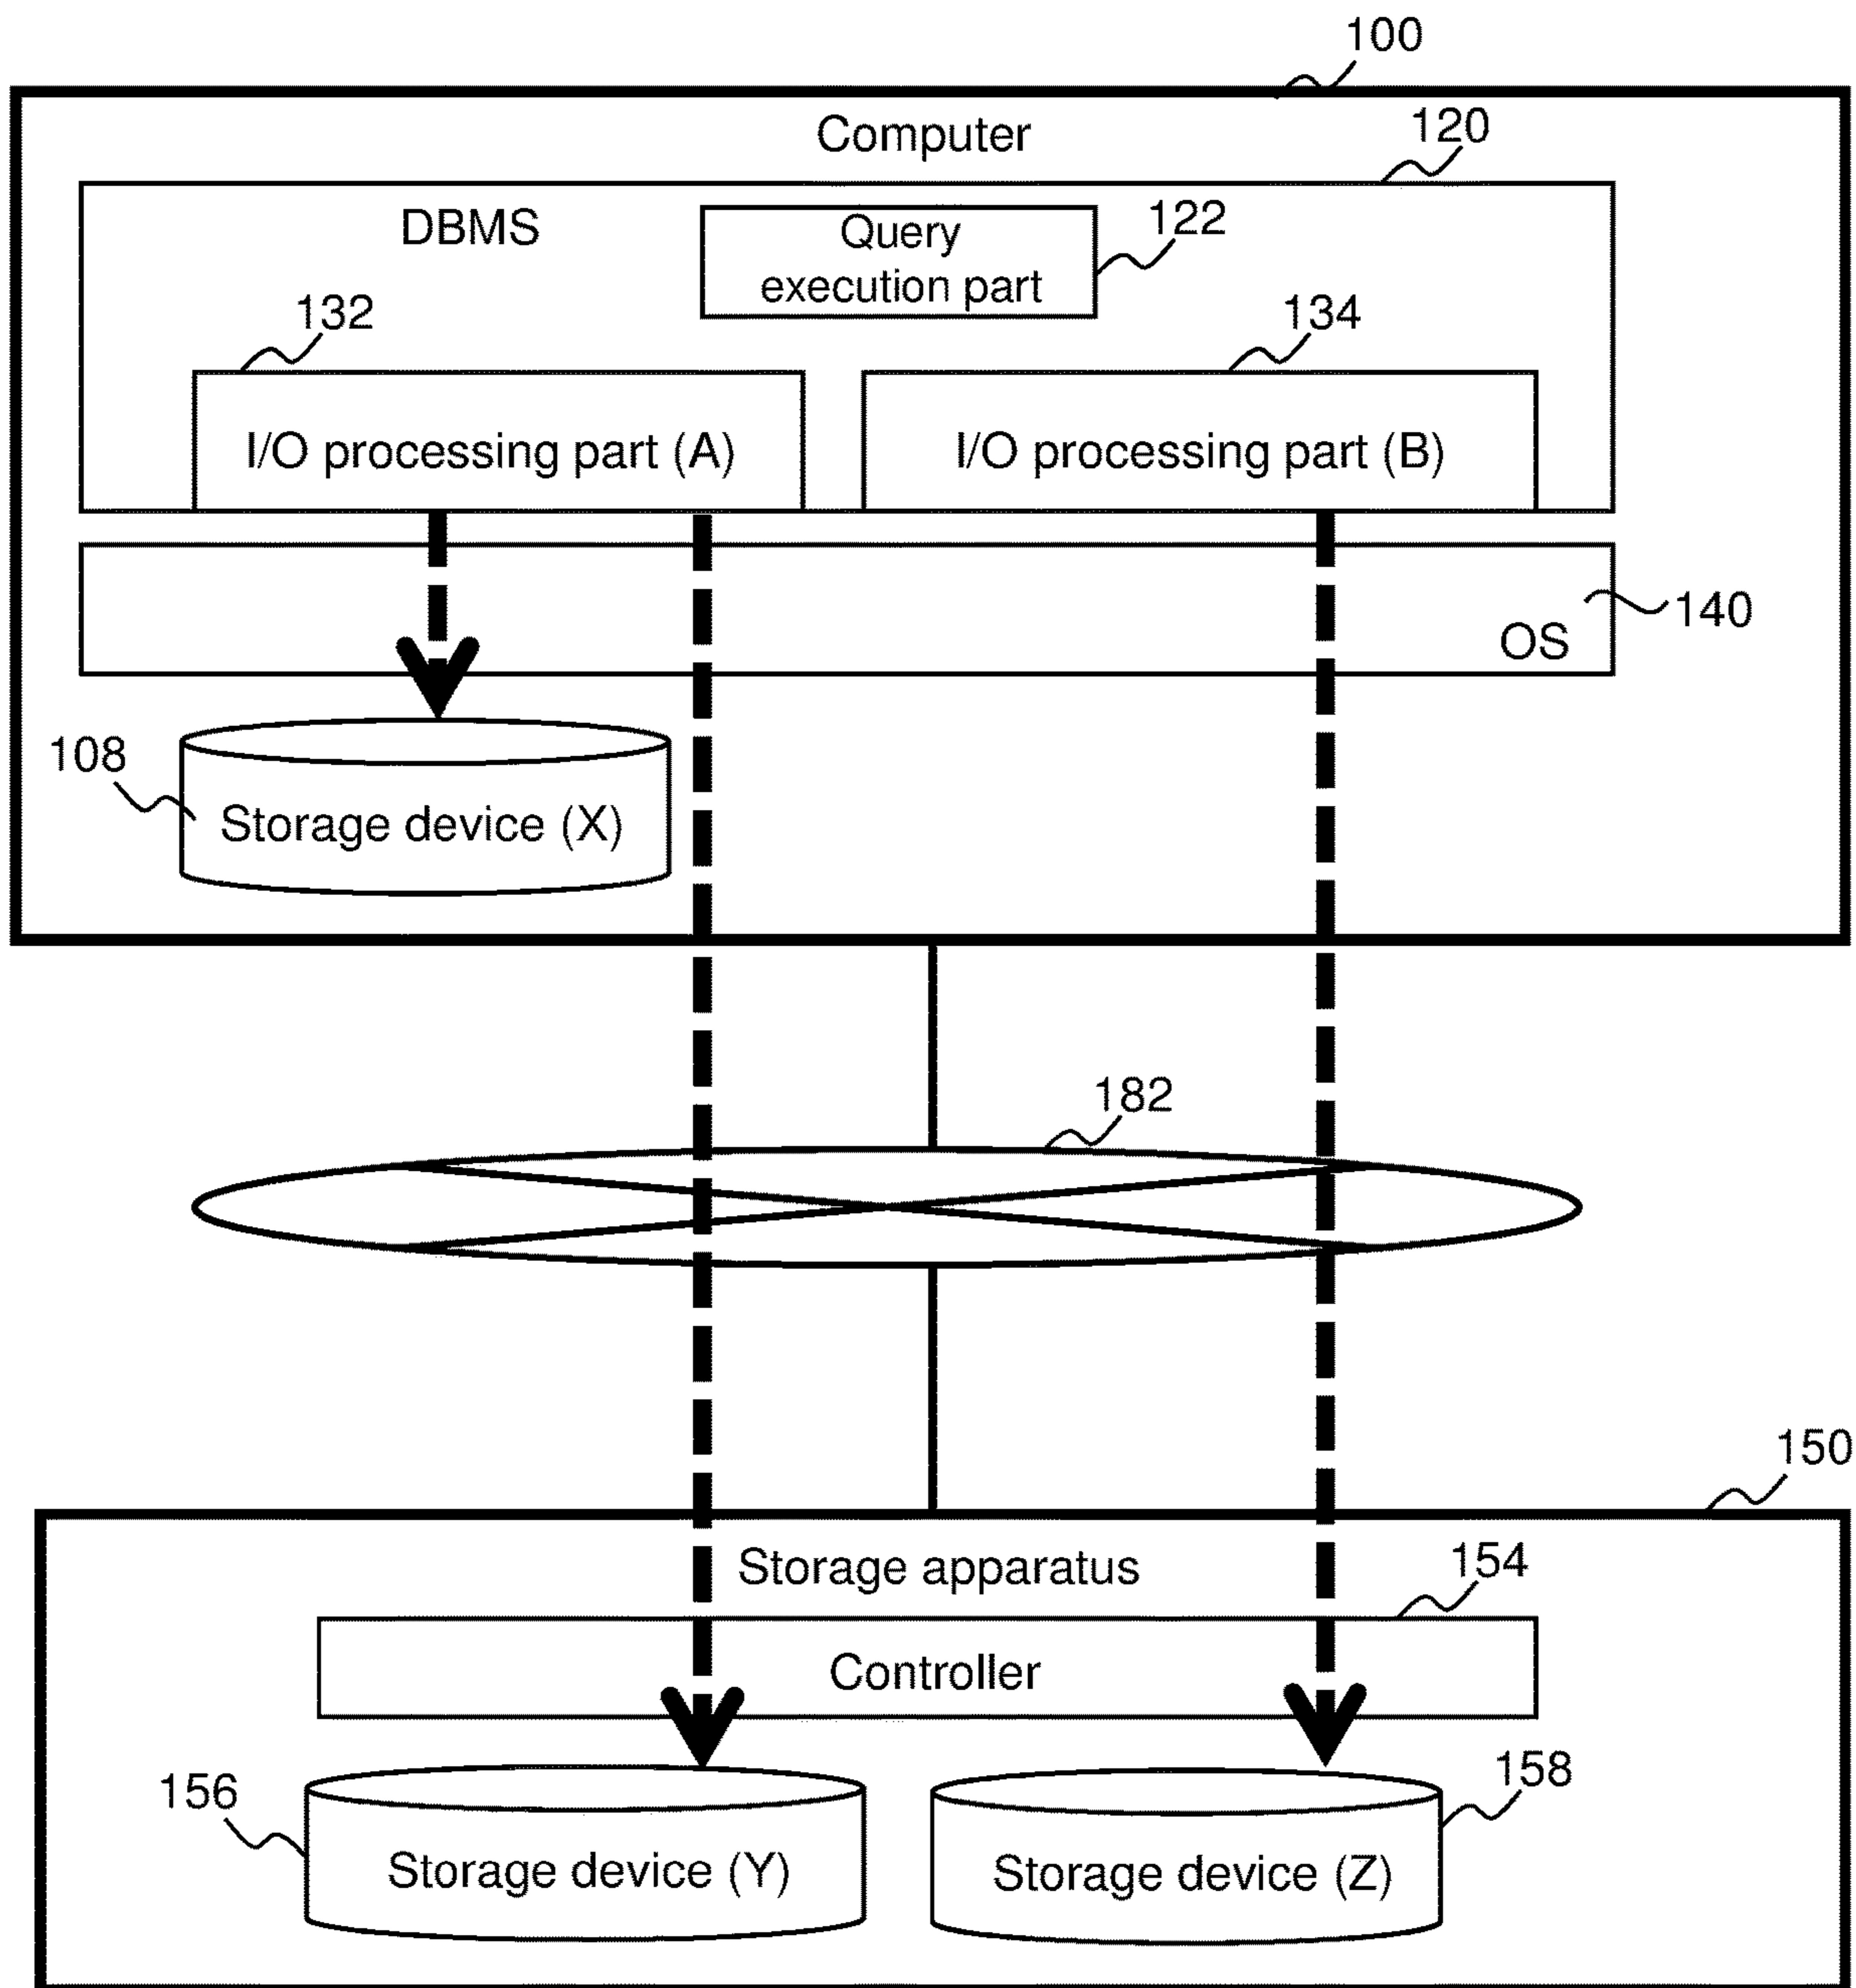 100
Computer
120
DBMS
Query
execution part
122
132
134
I/O processing part (A)
I/O processing part (B)
140
OS
108
Storage device (X)
182
150
Storage apparatus
154
Controller
156
158
Storage device (Y)
Storage device (Z)